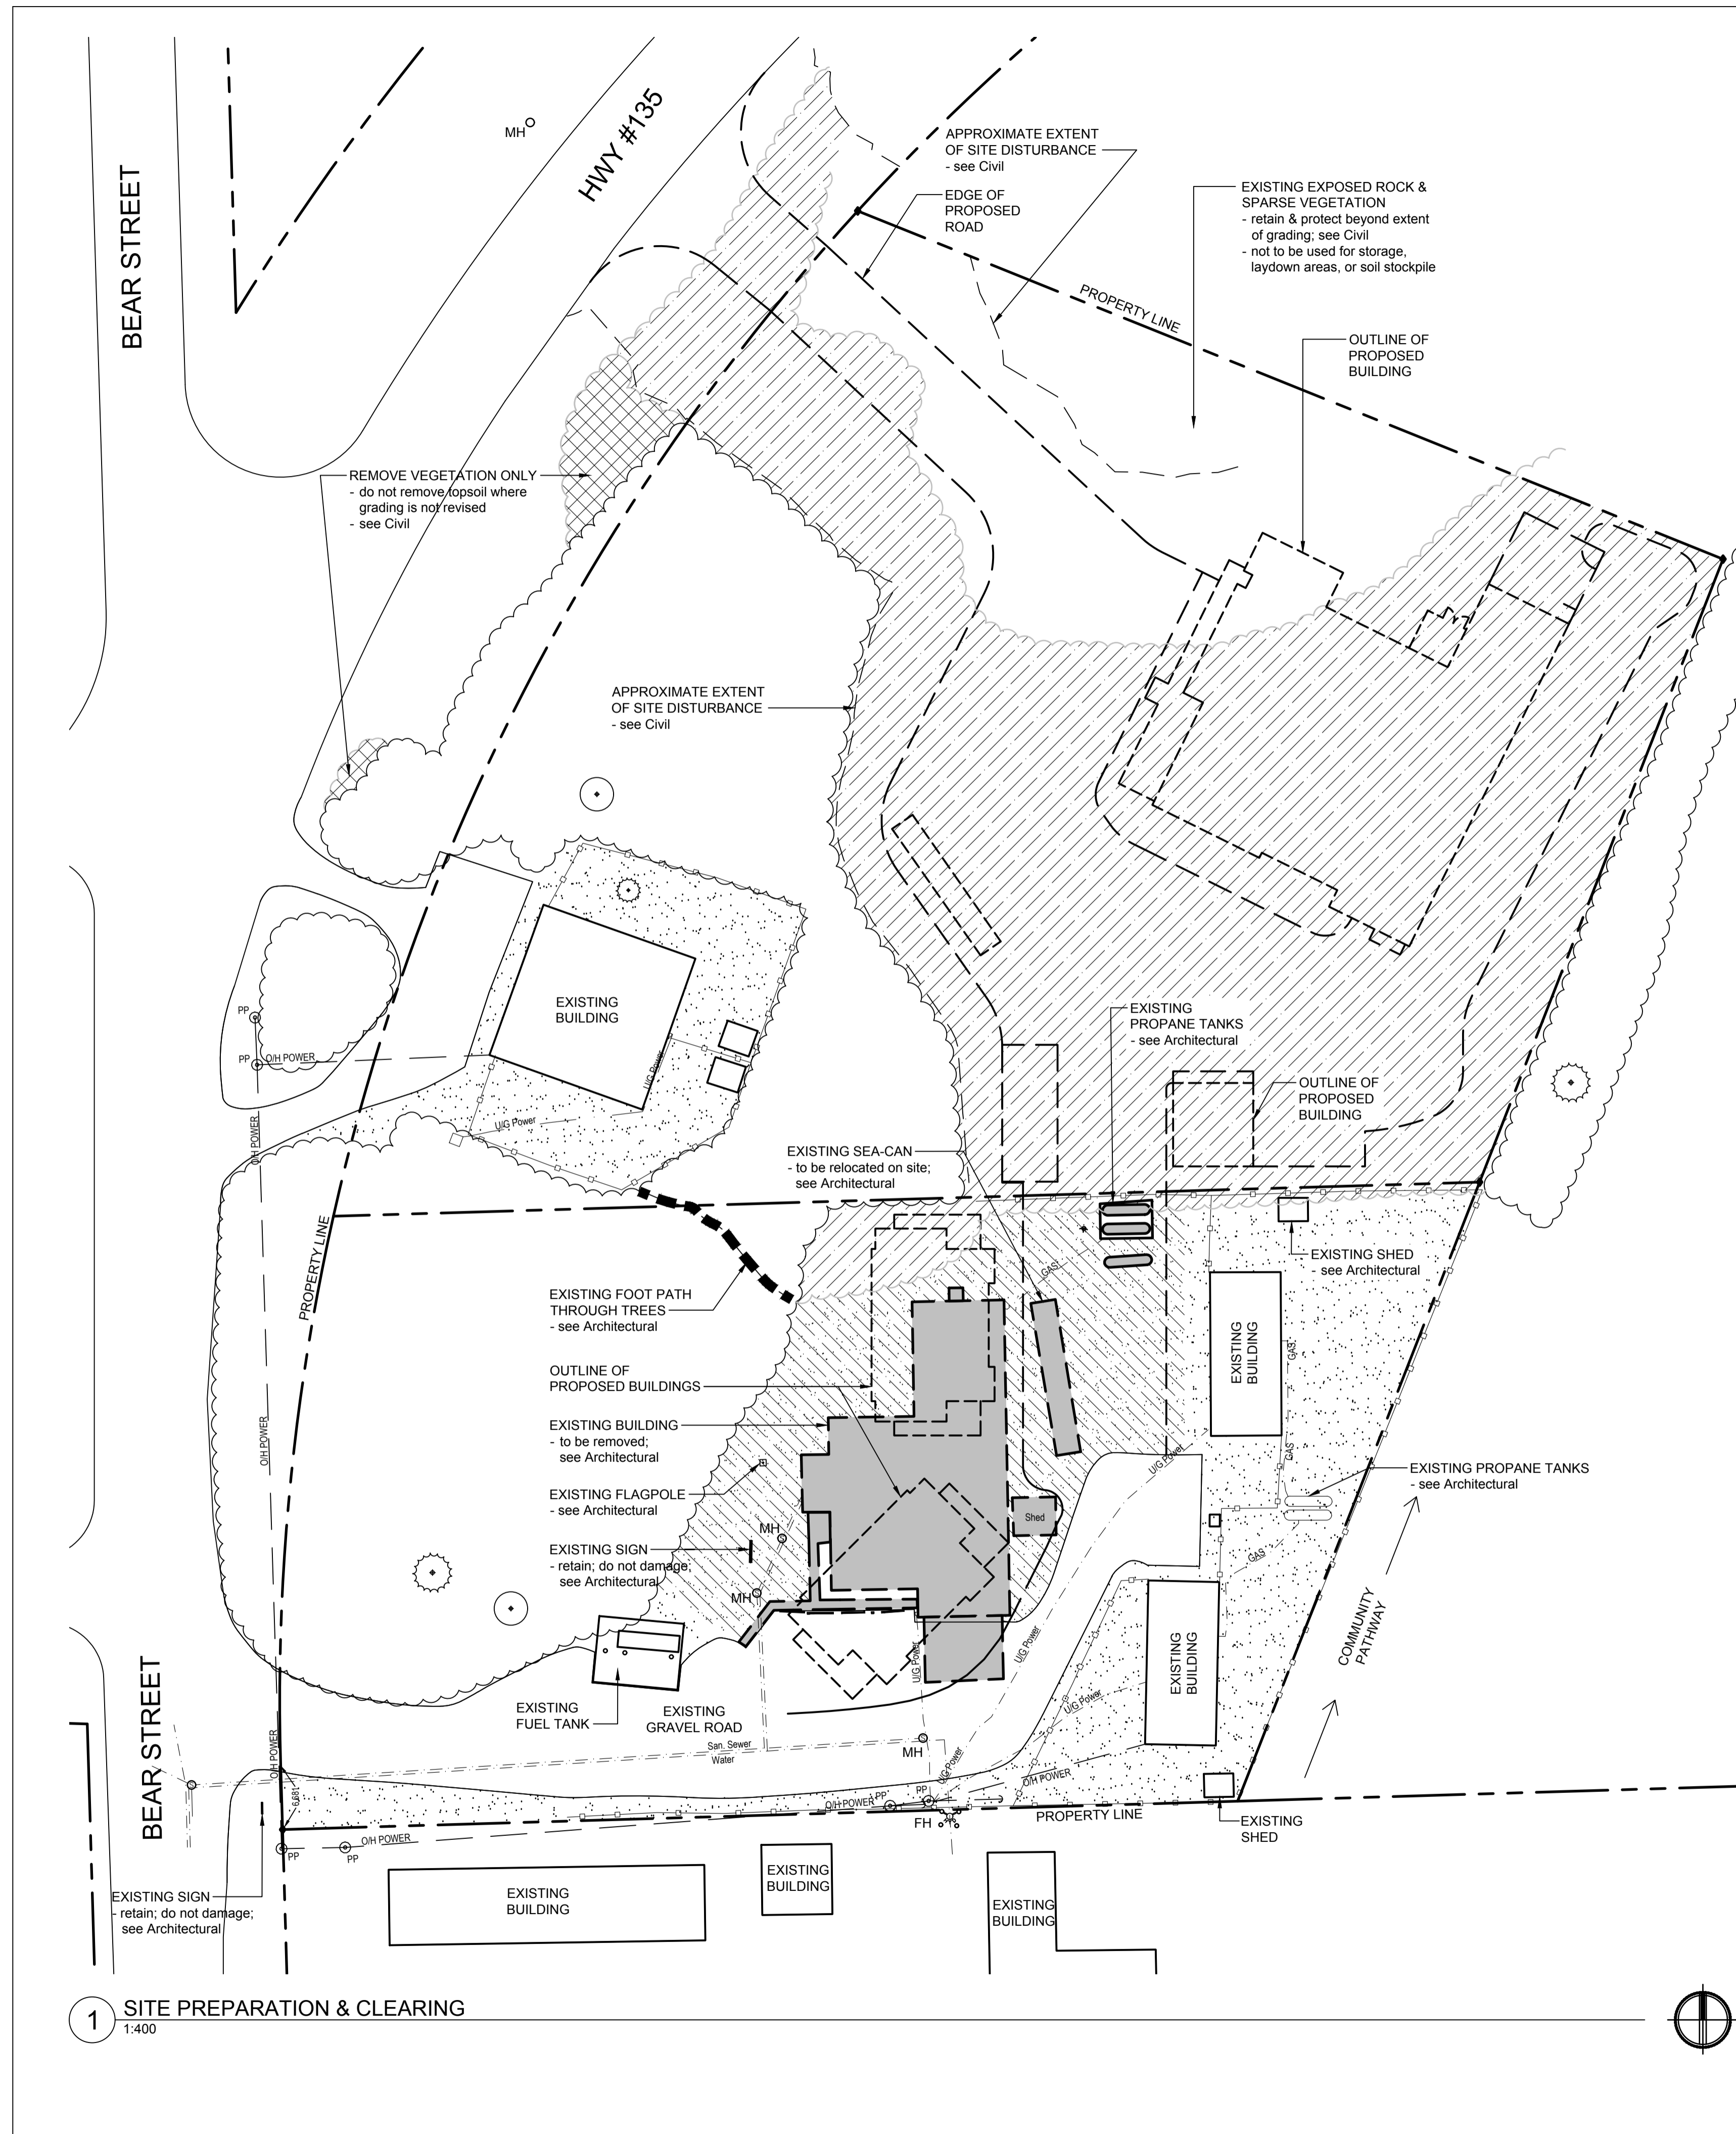 BEAR STREET
HWY #135
MH
APPROXIMATE EXTENT
OF SITE DISTURBANCE
- see Civil
EDGE OF
PROPOSED
ROAD
EXISTING EXPOSED ROCK &
SPARSE VEGETATION
- retain & protect beyond extent
of grading; see Civil
- not to be used for storage,
laydown areas, or soil stockpile
PROPERTY LINE
OUTLINE OF
PROPOSED
BUILDING
REMOVE VEGETATION ONLY
- do not remove topsoil where
grading is not revised
- see Civil
APPROXIMATE EXTENT
OF SITE DISTURBANCE
- see Civil
EXISTING
BUILDING
PP
PP
O/H POWER
U/G Power
U/G Power
O/H POWER
EXISTING
PROPANE TANKS
- see Architectural
OUTLINE OF
PROPOSED
BUILDING
EXISTING SEA-CAN
- to be relocated on site;
see Architectural
PROPERTY LINE
EXISTING SHED
- see Architectural
GAS
EXISTING FOOT PATH
THROUGH TREES
- see Architectural
EXISTING
BUILDING
GAS
OUTLINE OF
PROPOSED BUILDINGS
EXISTING BUILDING
- to be removed;
see Architectural
O/H POWER
U/G Power
GAS
EXISTING PROPANE TANKS
- see Architectural
EXISTING FLAGPOLE
- see Architectural
Shed
MH
EXISTING SIGN
- retain; do not damage;
see Architectural
MH
GAS
COMMUNITY
PATHWAY
EXISTING
BUILDING
U/G Power
U/G Power
U/G Power
EXISTING
FUEL TANK
EXISTING
GRAVEL ROAD
BEAR STREET
O/H POWER
San. Sewer
Water
MH
U/G Power
O/H POWER
6.681
PP
PP
O/H POWER
FH
PROPERTY LINE
EXISTING
SHED
O/H POWER
PP
PP
EXISTING SIGN
- retain; do not damage;
see Architectural
EXISTING
BUILDING
EXISTING
BUILDING
EXISTING
BUILDING
1
SITE PREPARATION & CLEARING
1:400